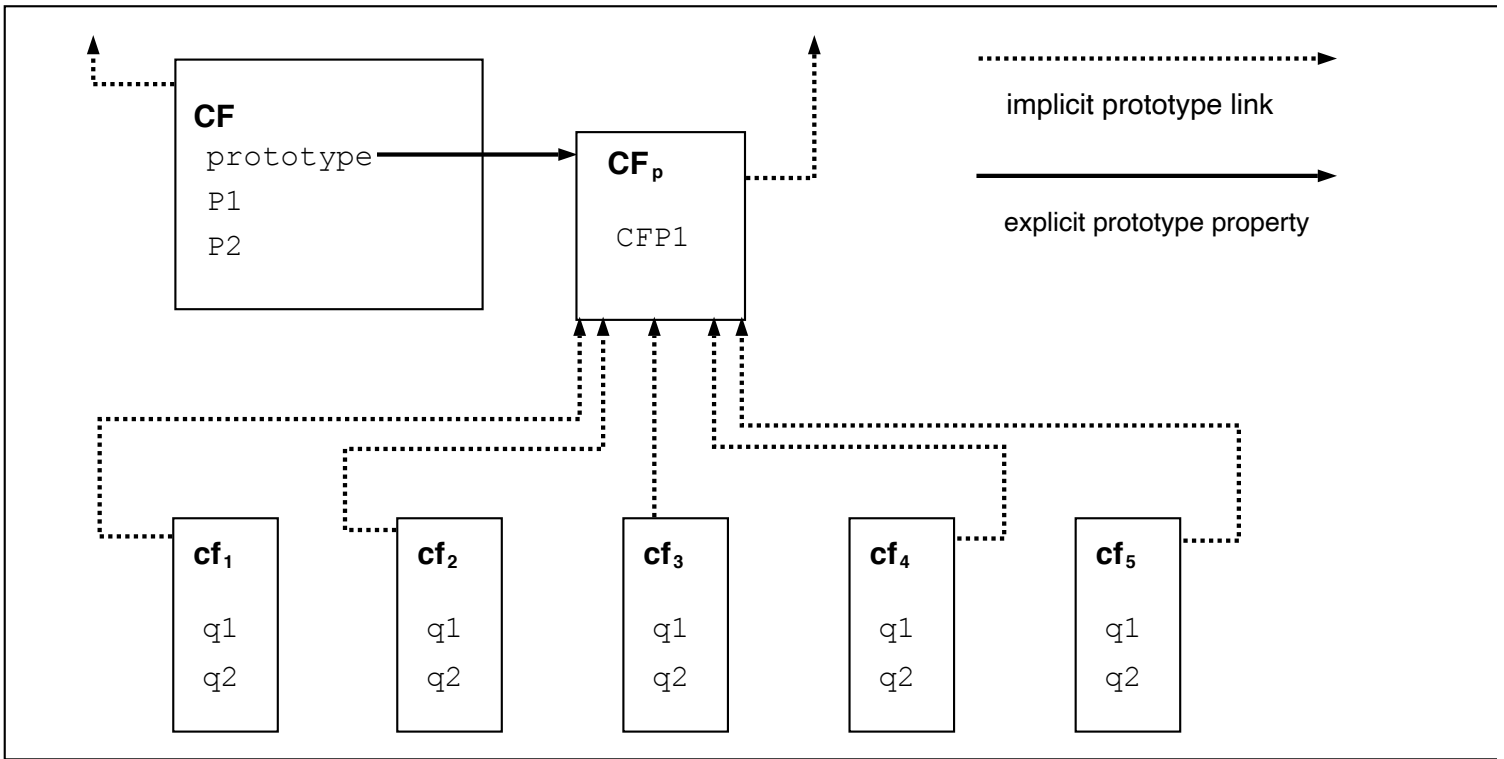 CF
prototype
P1
P2
CFp
CFP1
implicit prototype link
explicit prototype property
cf1
q1
q2
cf2
q1
q2
cf3
q1
q2
cf4
q1
q2
cf5
q1
q2